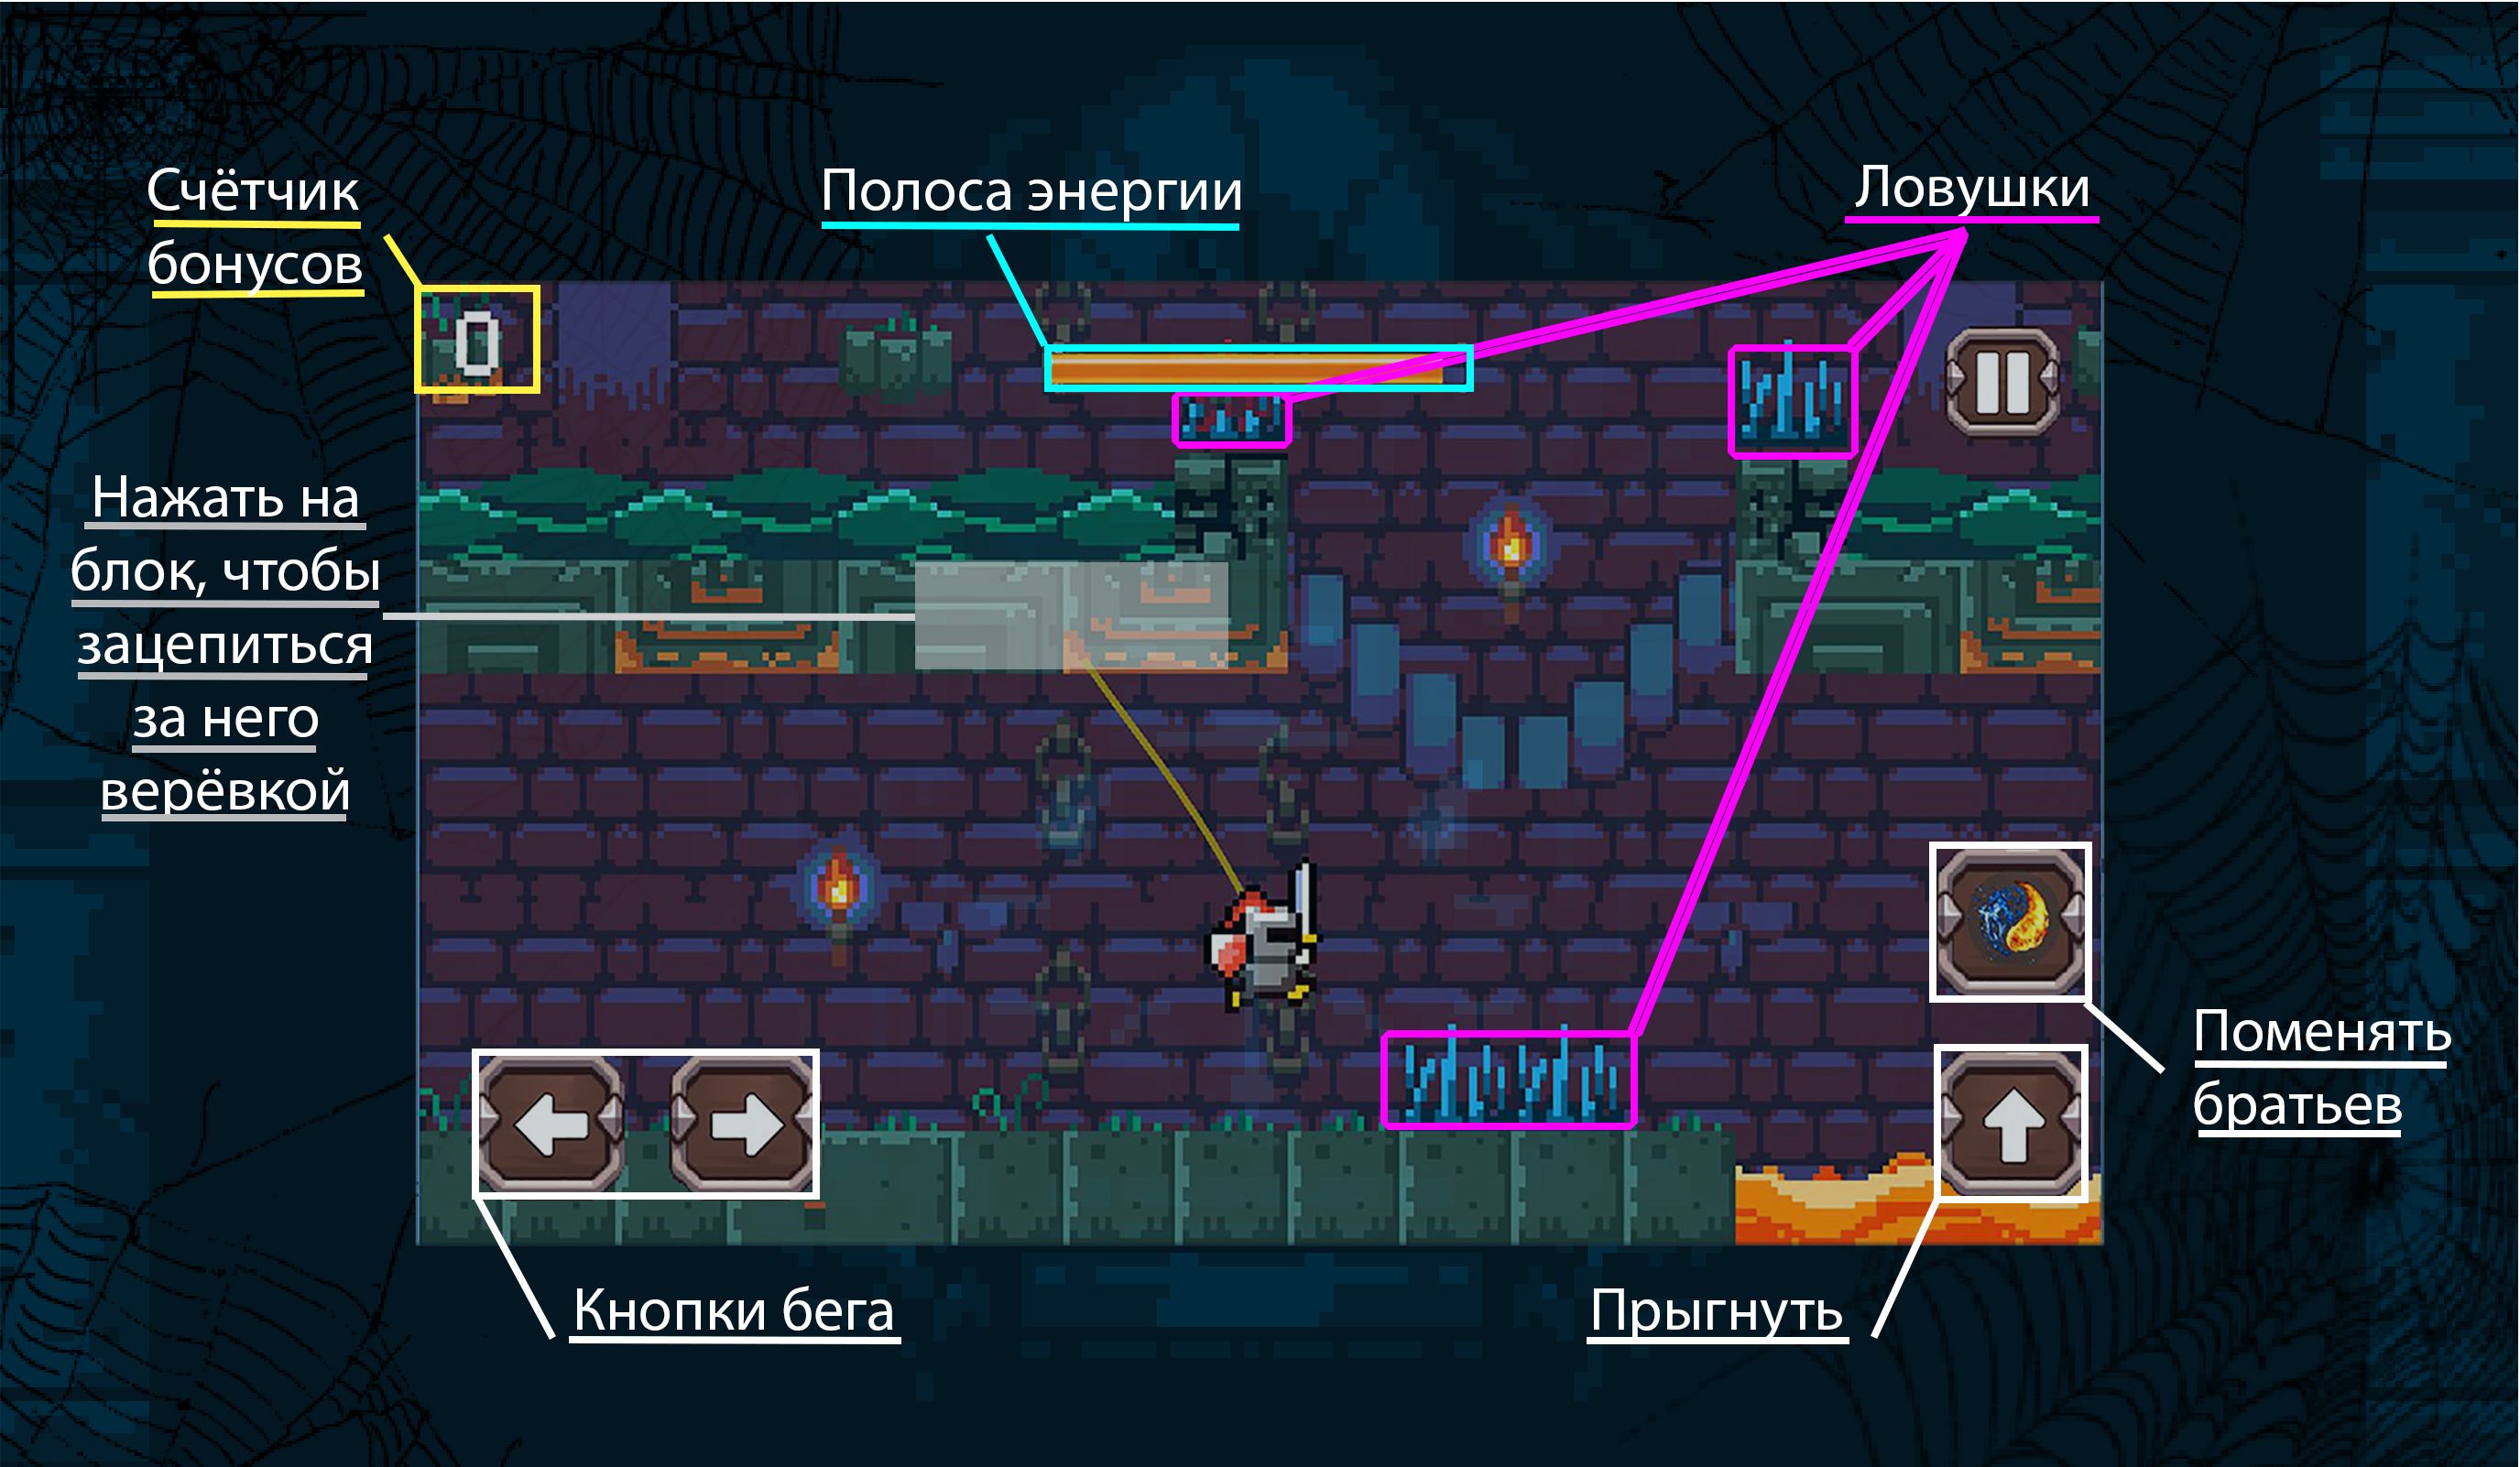 Счётчик
бонусов
0
Полоса энергии
Ловушки
Нажать на
блок, чтобы
зацепиться
за него
верёвкой
Поменять
братьев
Кнопки бега
Прыгнуть